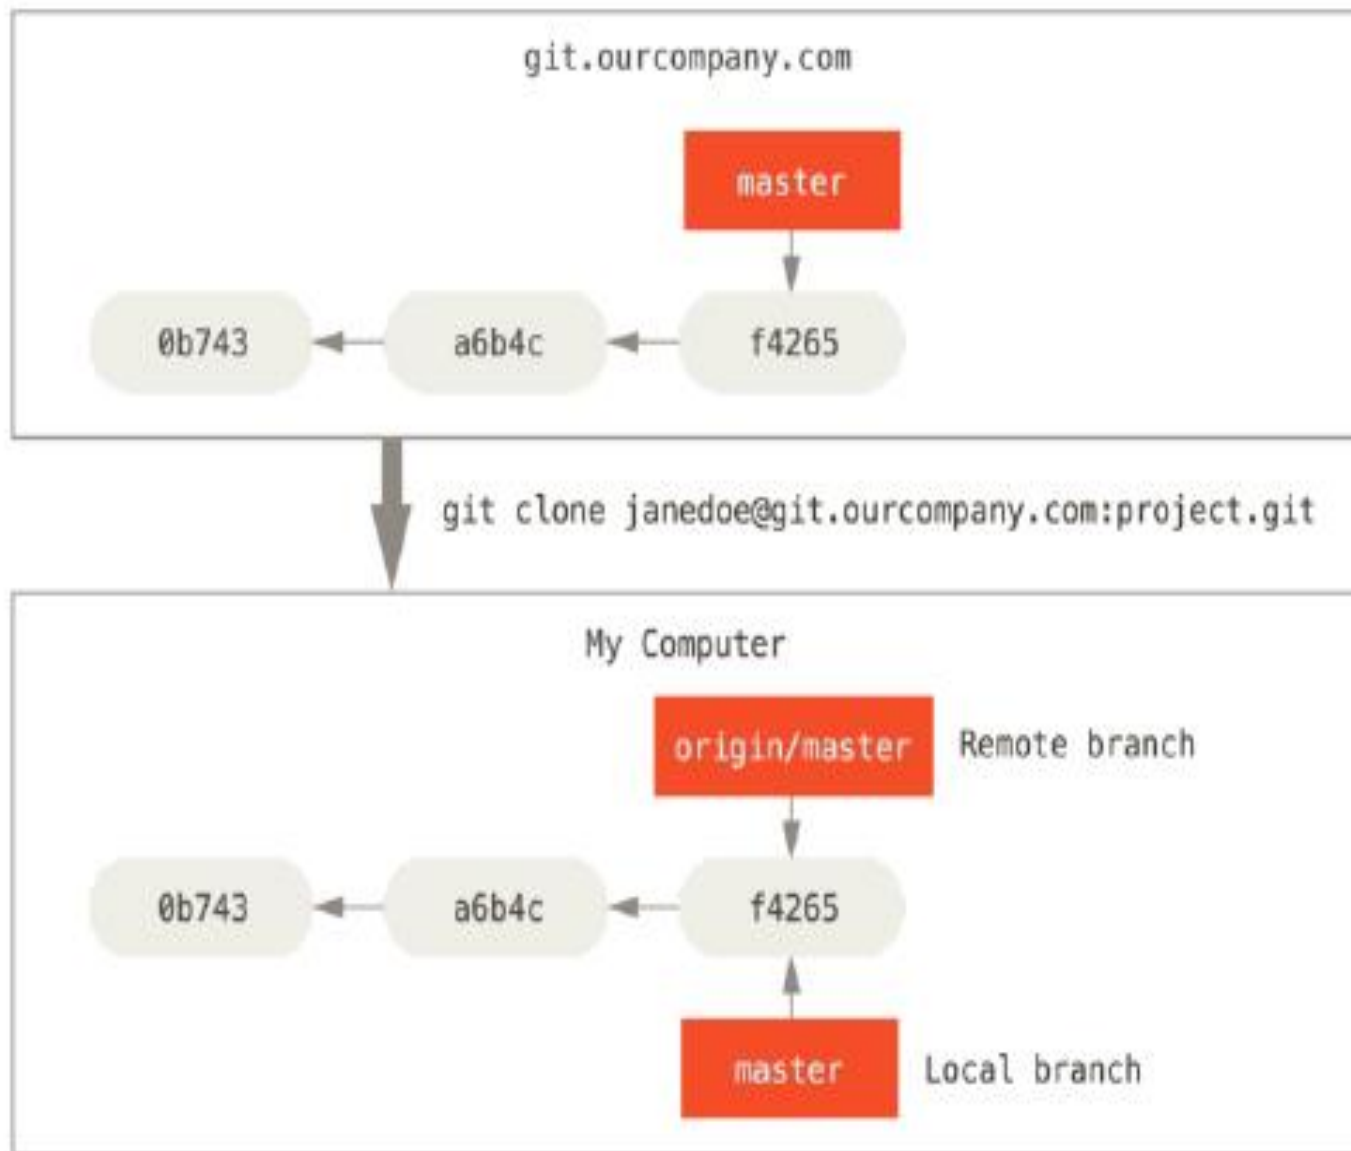 git.ourcompany.com
master
0b743 a6b4c f4265
git clone janedoe@git.ourcompany.com:project.git
My Computer
origin/master Remote branch
0b743 a6b4c f4265
master Local branch